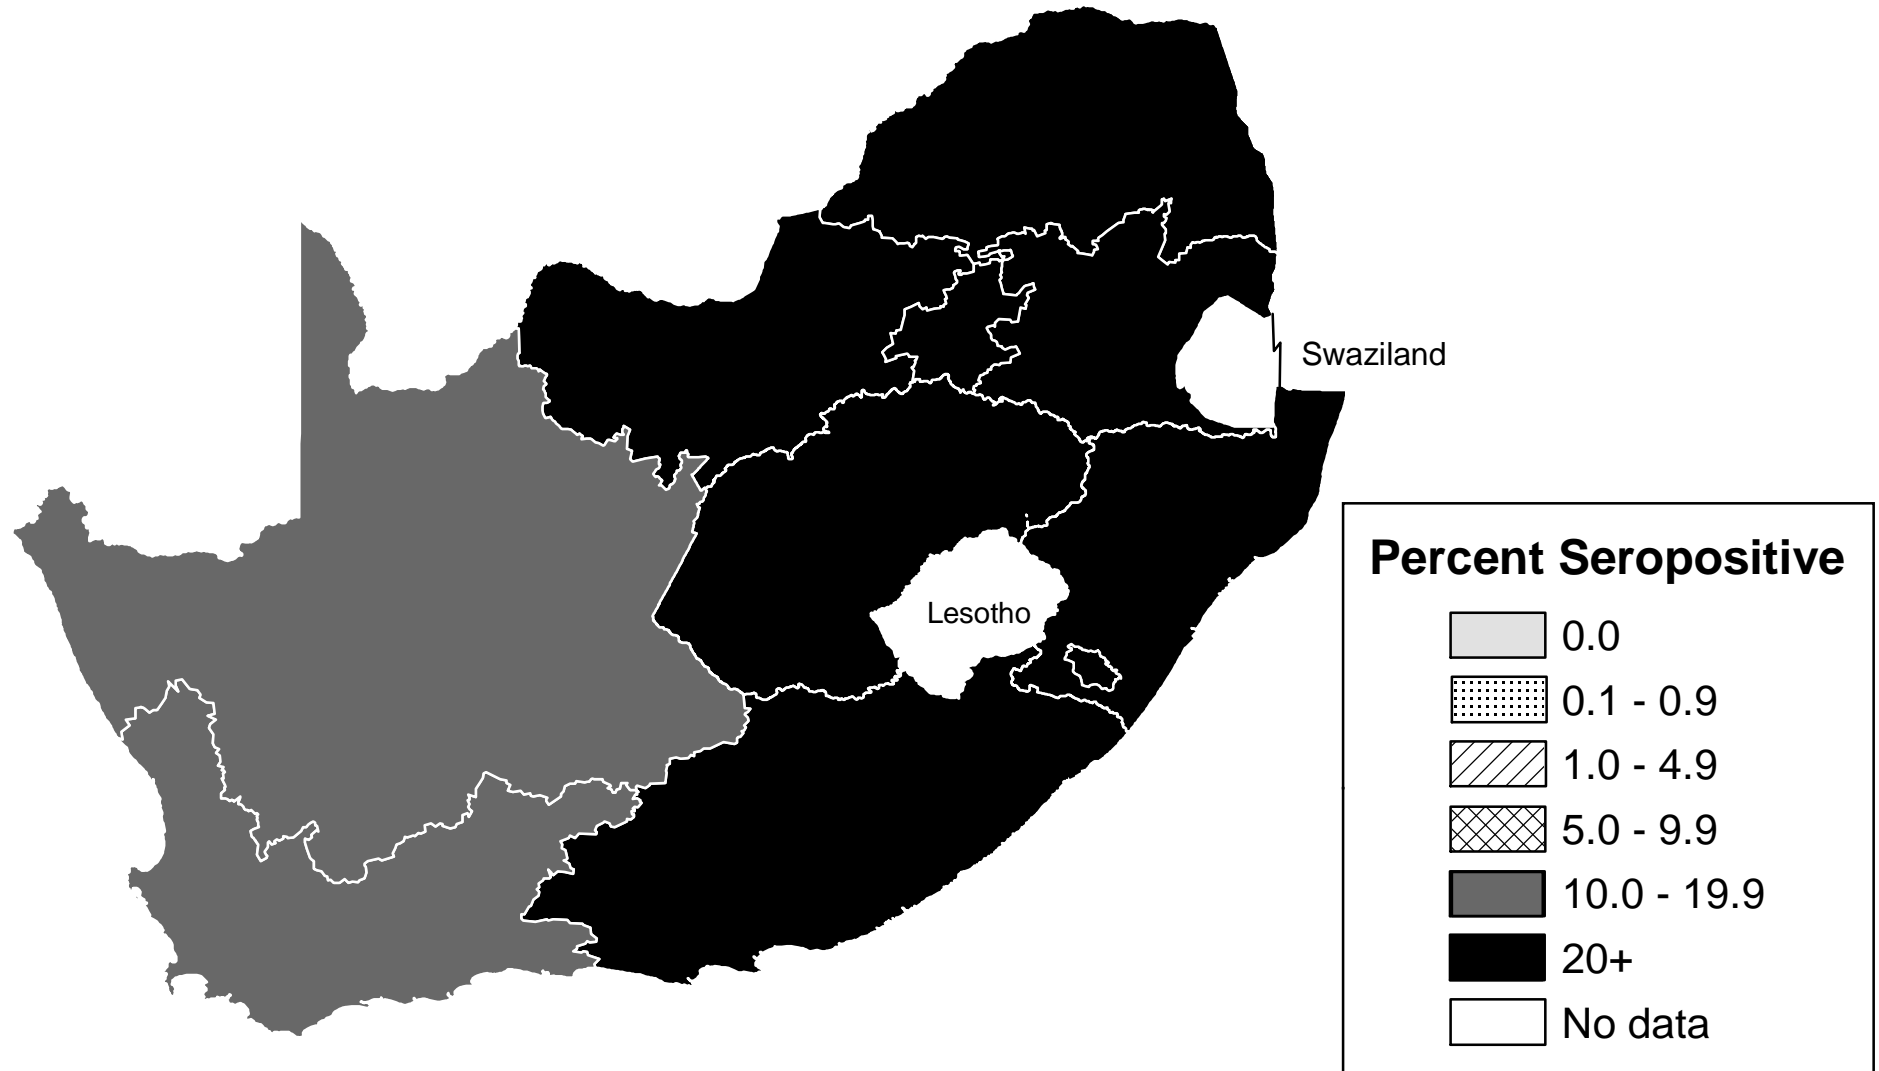 Swaziland
Lesotho
Percent Seropositive
0.0
0.1 - 0.9
1.0 - 4.9
5.0 - 9.9
10.0 - 19.9
20+
No data